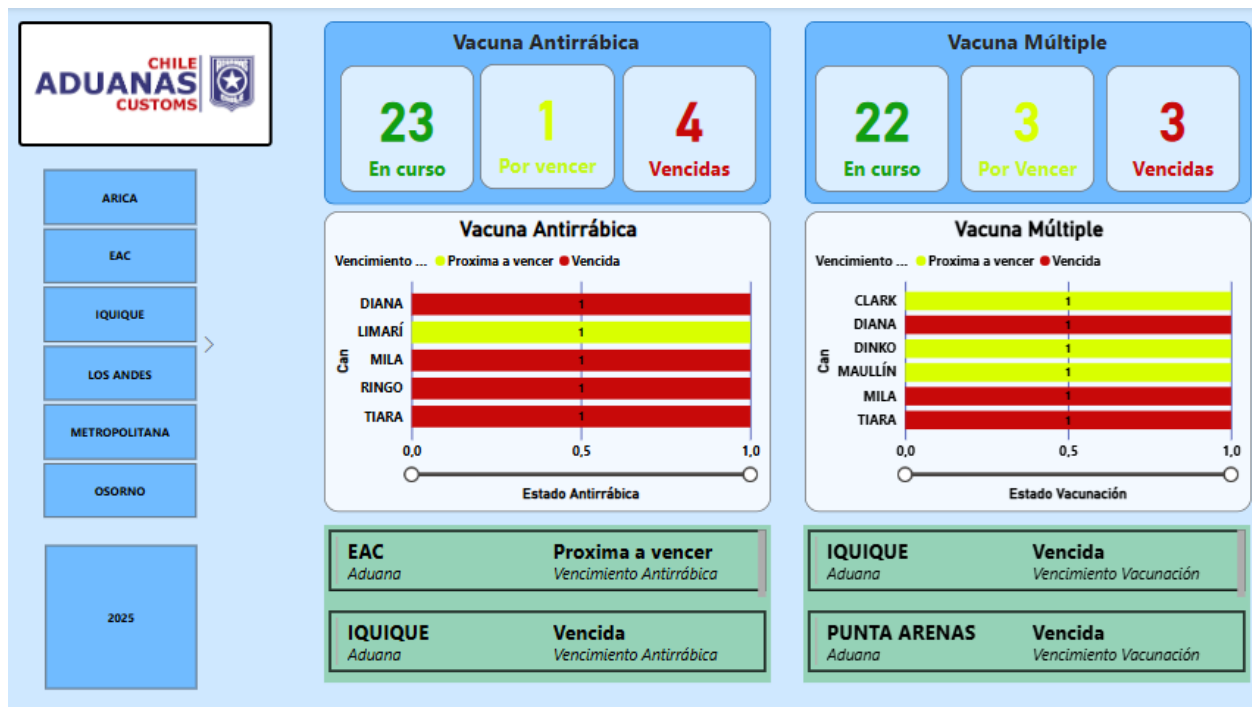 CHILE
ADUANAS
CUSTOMS
ARICA
EAC
IQUIQUE
LOS ANDES
METROPOLITANA
OSORNO
2025
Vacuna Antirrábica
23
En curso
1
Por vencer
4
Vencidas
Vacuna Múltiple
22
En curso
3
Por Vencer
3
Vencidas
Vacuna Antirrábica
Vencimiento ... Proxima a vencer Vencida
Can
DIANA 1
LIMARÍ 1
MILA 1
RINGO 1
TIARA 1
0,0 0,5 1,0
Estado Antirrábica
Vacuna Múltiple
Vencimiento ... Proxima a vencer Vencida
Can
CLARK 1
DIANA 1
DINKO 1
MAULLÍN 1
MILA 1
TIARA 1
0,0 0,5 1,0
Estado Vacunación
EAC Proxima a vencer
Aduana Vencimiento Antirrábica
IQUIQUE Vencida
Aduana Vencimiento Antirrábica
IQUIQUE Vencida
Aduana Vencimiento Vacunación
PUNTA ARENAS Vencida
Aduana Vencimiento Vacunación